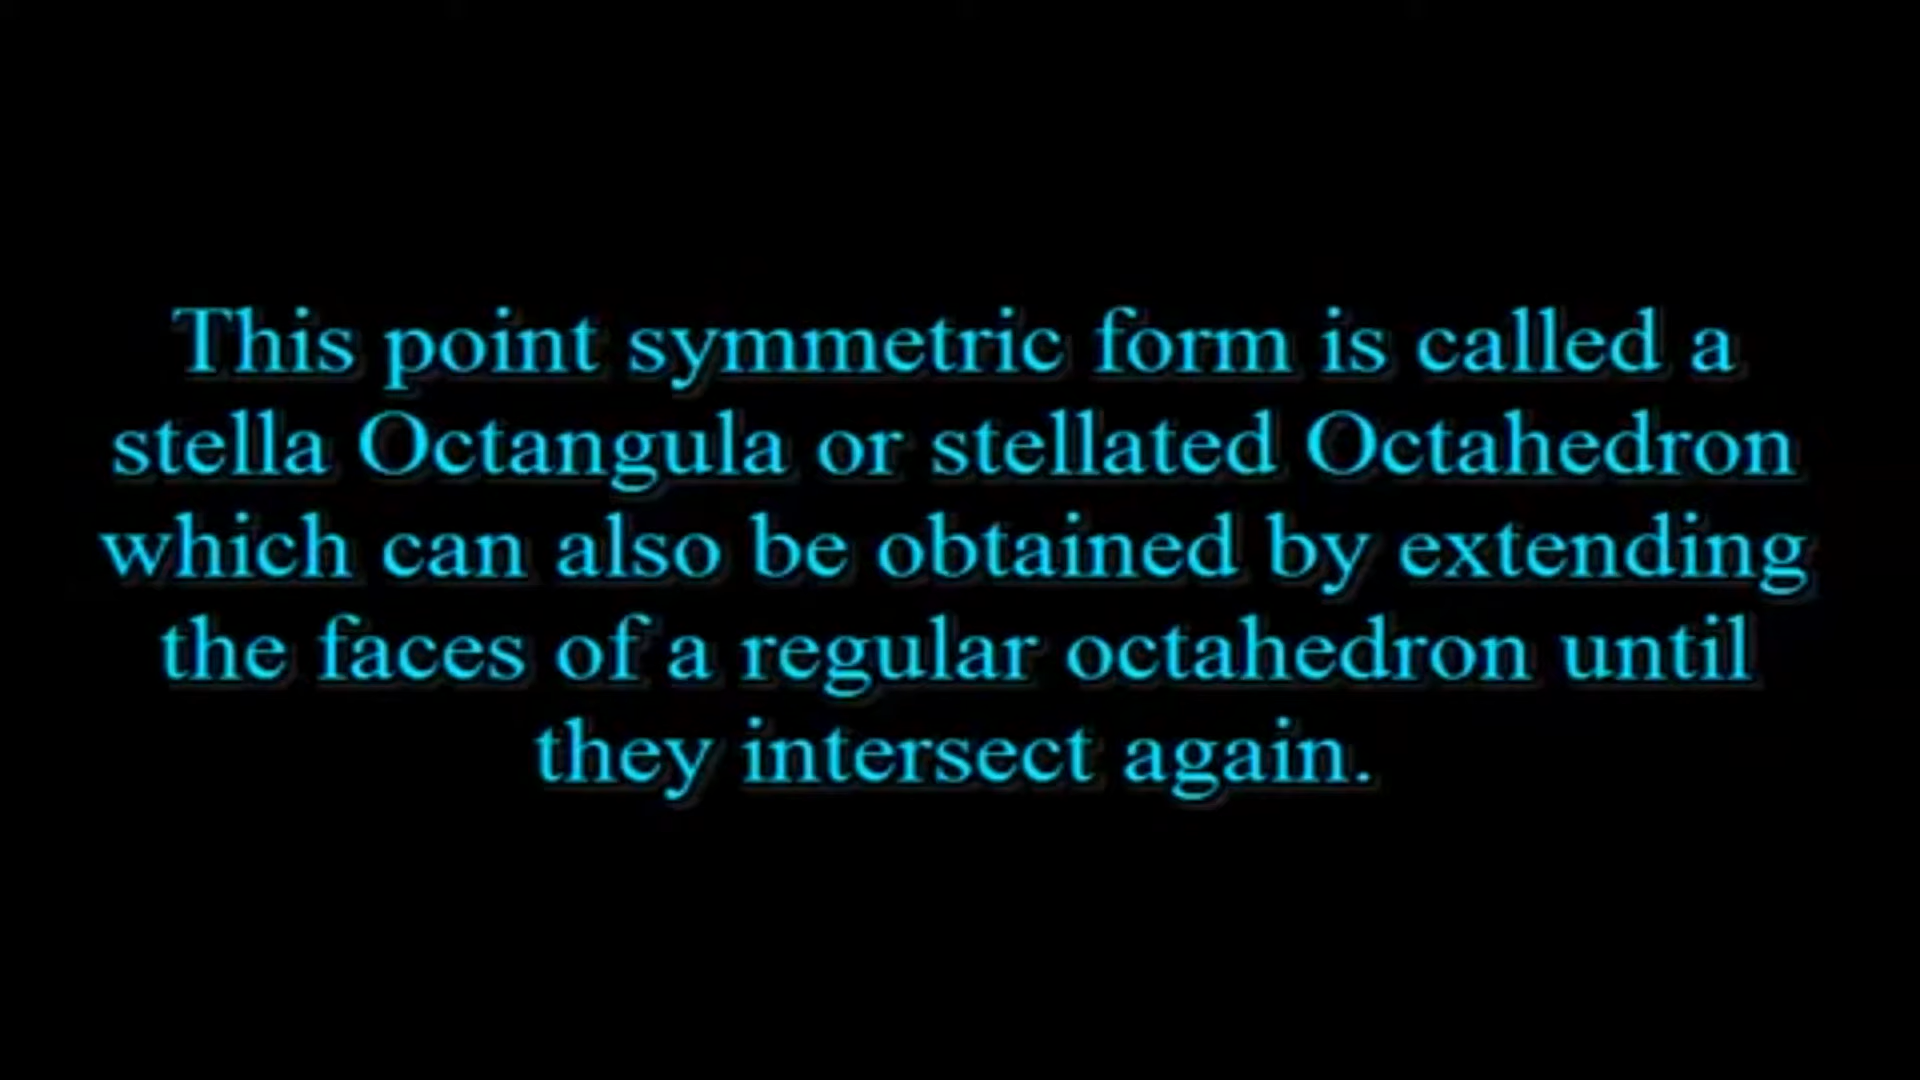 This point symmetric form is called a
stella Octangula or stellated Octahedron
which can also be obtained by extending
the faces of a regular octahedron until
they intersect again.